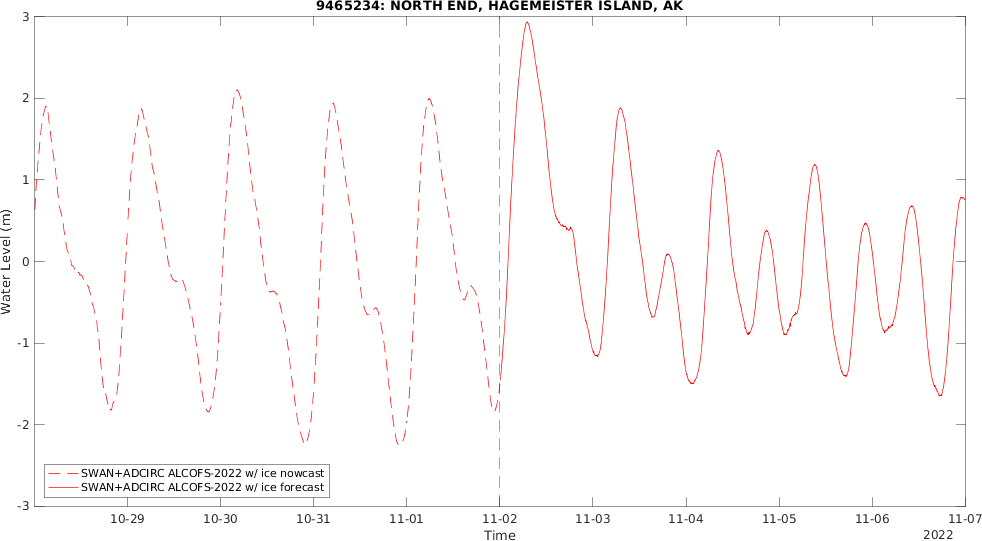 9465234: NORTH END, HAGEMEISTER ISLAND, AK
3
2
1
0
-1
-2
-3
Water Level (m)
SWAN+ADCIRC ALCOFS-2022 w/ ice nowcast
SWAN+ADCIRC ALCOFS-2022 w/ ice forecast
10-29 10-30 10-31 11-01 11-02 11-03 11-04 11-05 11-06 11-07
Time
2022